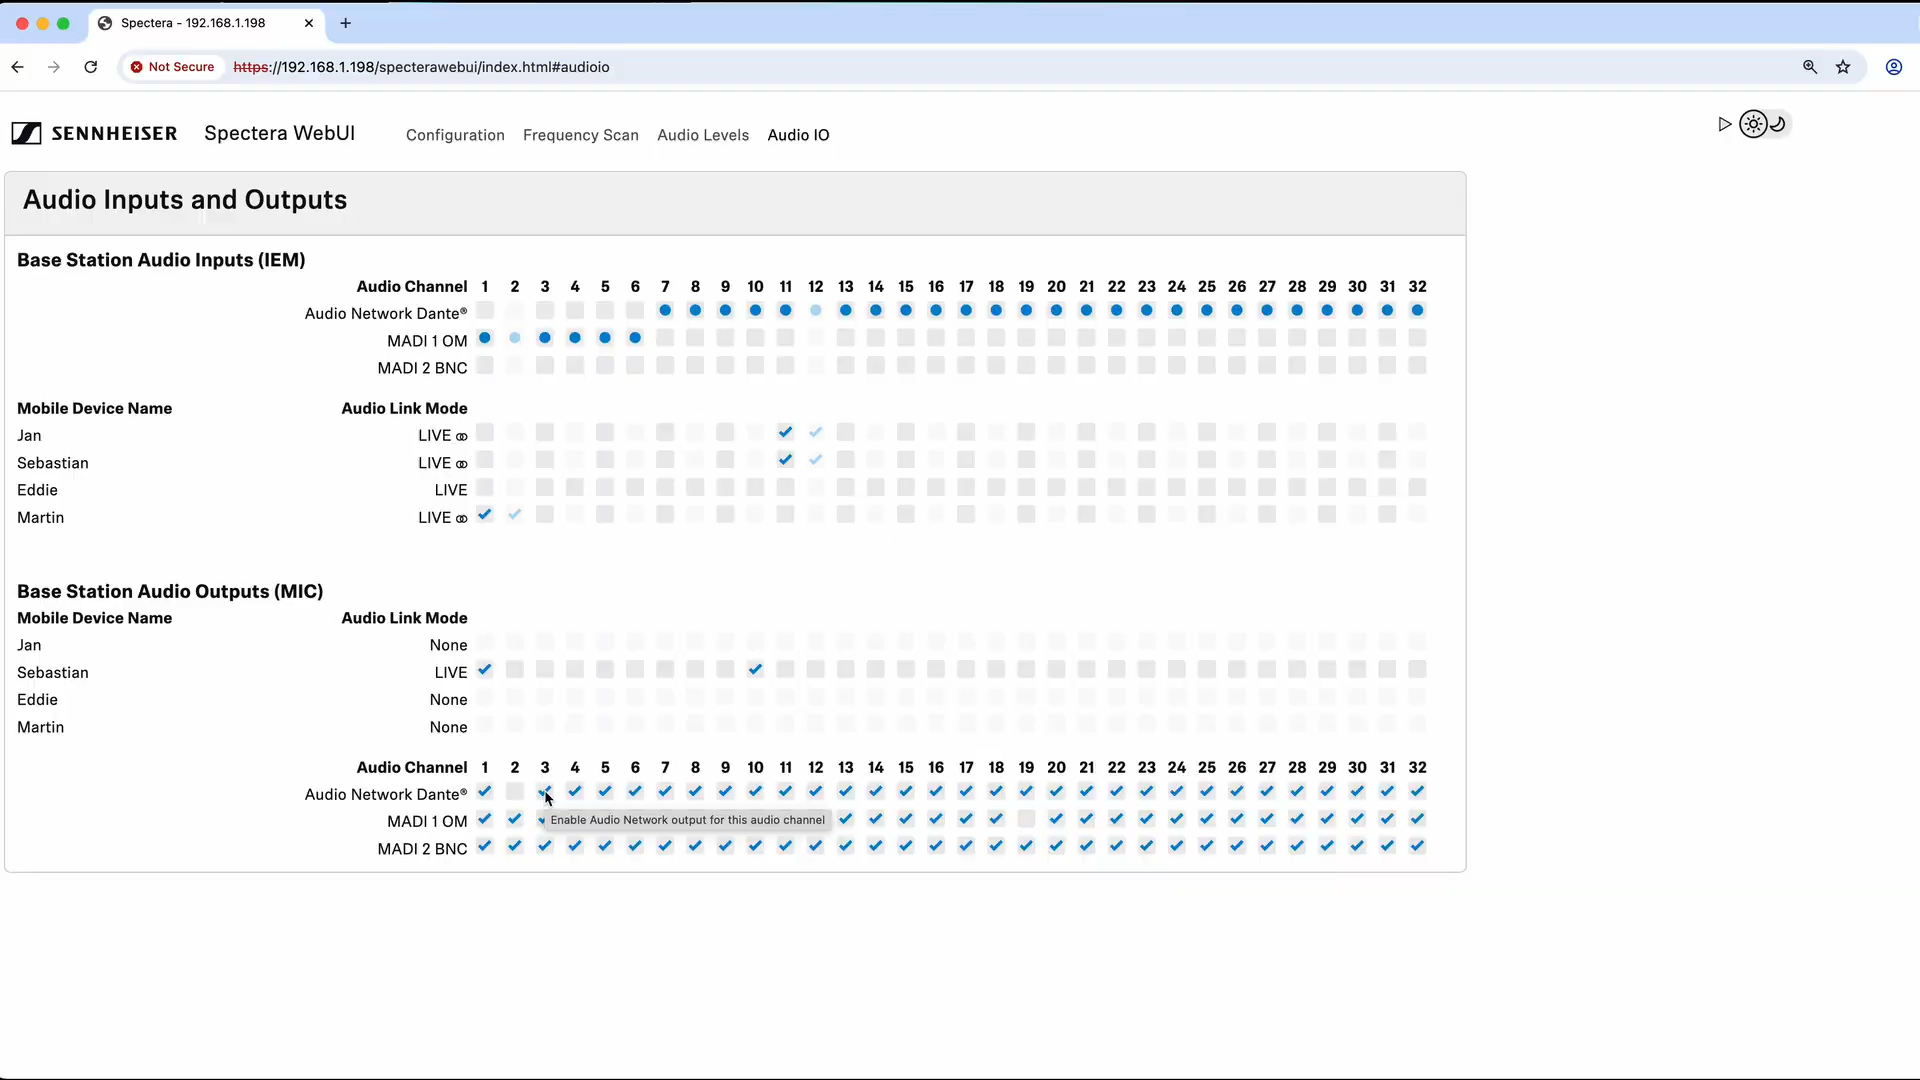 Spectera - 192.168.1.198
Not Secure https://192.168.1.198/specterawebui/index.html#audioio
SENNHEISER Spectera WebUI Configuration Frequency Scan Audio Levels Audio IO
Audio Inputs and Outputs
Base Station Audio Inputs (IEM)
Audio Channel 1 2 3 4 5 6 7 8 9 10 11 12 13 14 15 16 17 18 19 20 21 22 23 24 25 26 27 28 29 30 31 32
Audio Network Dante®
MADI 1 OM
MADI 2 BNC
Mobile Device Name Audio Link Mode
Jan LIVE
Sebastian LIVE
Eddie LIVE
Martin LIVE
Base Station Audio Outputs (MIC)
Mobile Device Name Audio Link Mode
Jan None
Sebastian LIVE
Eddie None
Martin None
Audio Channel 1 2 3 4 5 6 7 8 9 10 11 12 13 14 15 16 17 18 19 20 21 22 23 24 25 26 27 28 29 30 31 32
Audio Network Dante®
MADI 1 OM Enable Audio Network output for this audio channel
MADI 2 BNC